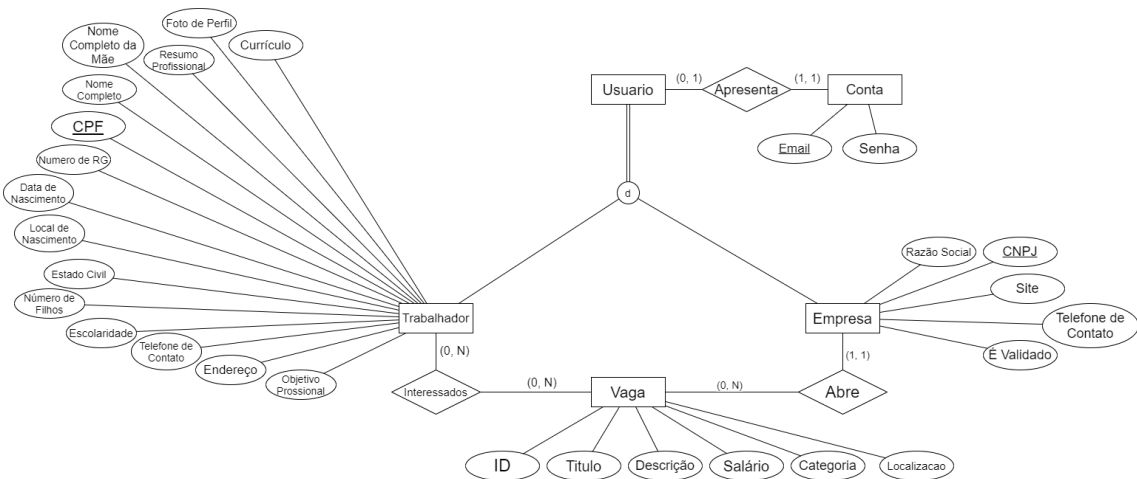 Foto de Perfil
Nome
Completo da
Mãe
Currículo
Resumo
Profissional
Nome
Completo
CPF
Numero de RG
Data de
Nascimento
Local de
Nascimento
Estado Civil
Número de
Filhos
Escolaridade
Telefone de
Contato
Endereço
Objetivo
Prossional
Trabalhador
(0, N)
Interessados
(0, N)
Usuario
(0, 1)
Apresenta
(1, 1)
Conta
Email
Senha
d
Razão Social
CNPJ
Site
Telefone de
Contato
É Validado
Empresa
(1, 1)
Abre
(0, N)
Vaga
ID
Titulo
Descrição
Salário
Categoria
Localizacao